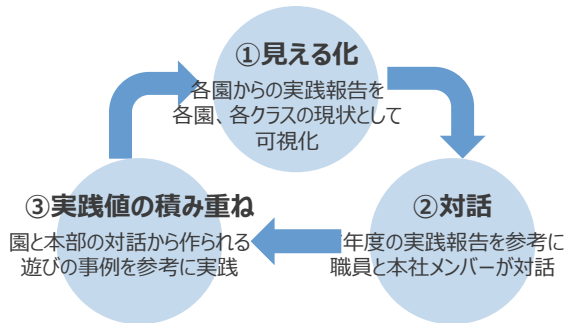 ①見える化
各園からの実践報告を
各園、各クラスの現状として
可視化
②対話
年度の実践報告を参考に
職員と本社メンバーが対話
③実践値の積み重ね
園と本部の対話から作られる
遊びの事例を参考に実践